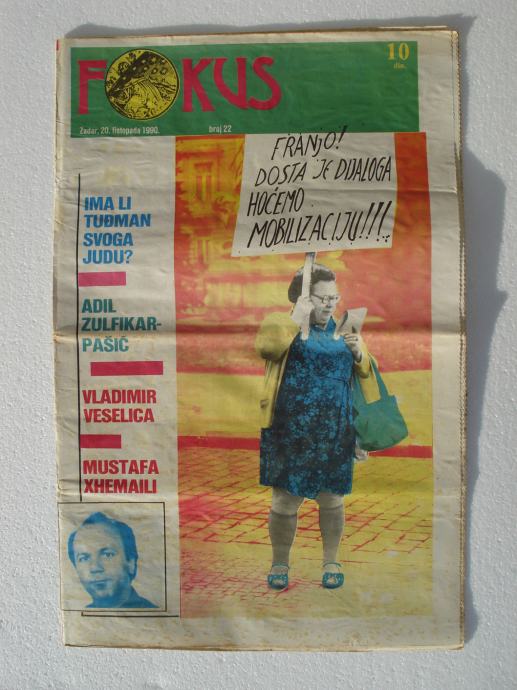 FOKUS
10
din.
Zadar, 20. listopada 1990.
broj 22
FRANJO!
DOSTA JE DIJALOGA
HOĆEMO
MOBILIZACIJU!!!
IMA LI
TUĐMAN
SVOGA
JUDU?
ADIL
ZULFIKAR-
PAŠIĆ
VLADIMIR
VESELICA
MUSTAFA
XHEMAILI